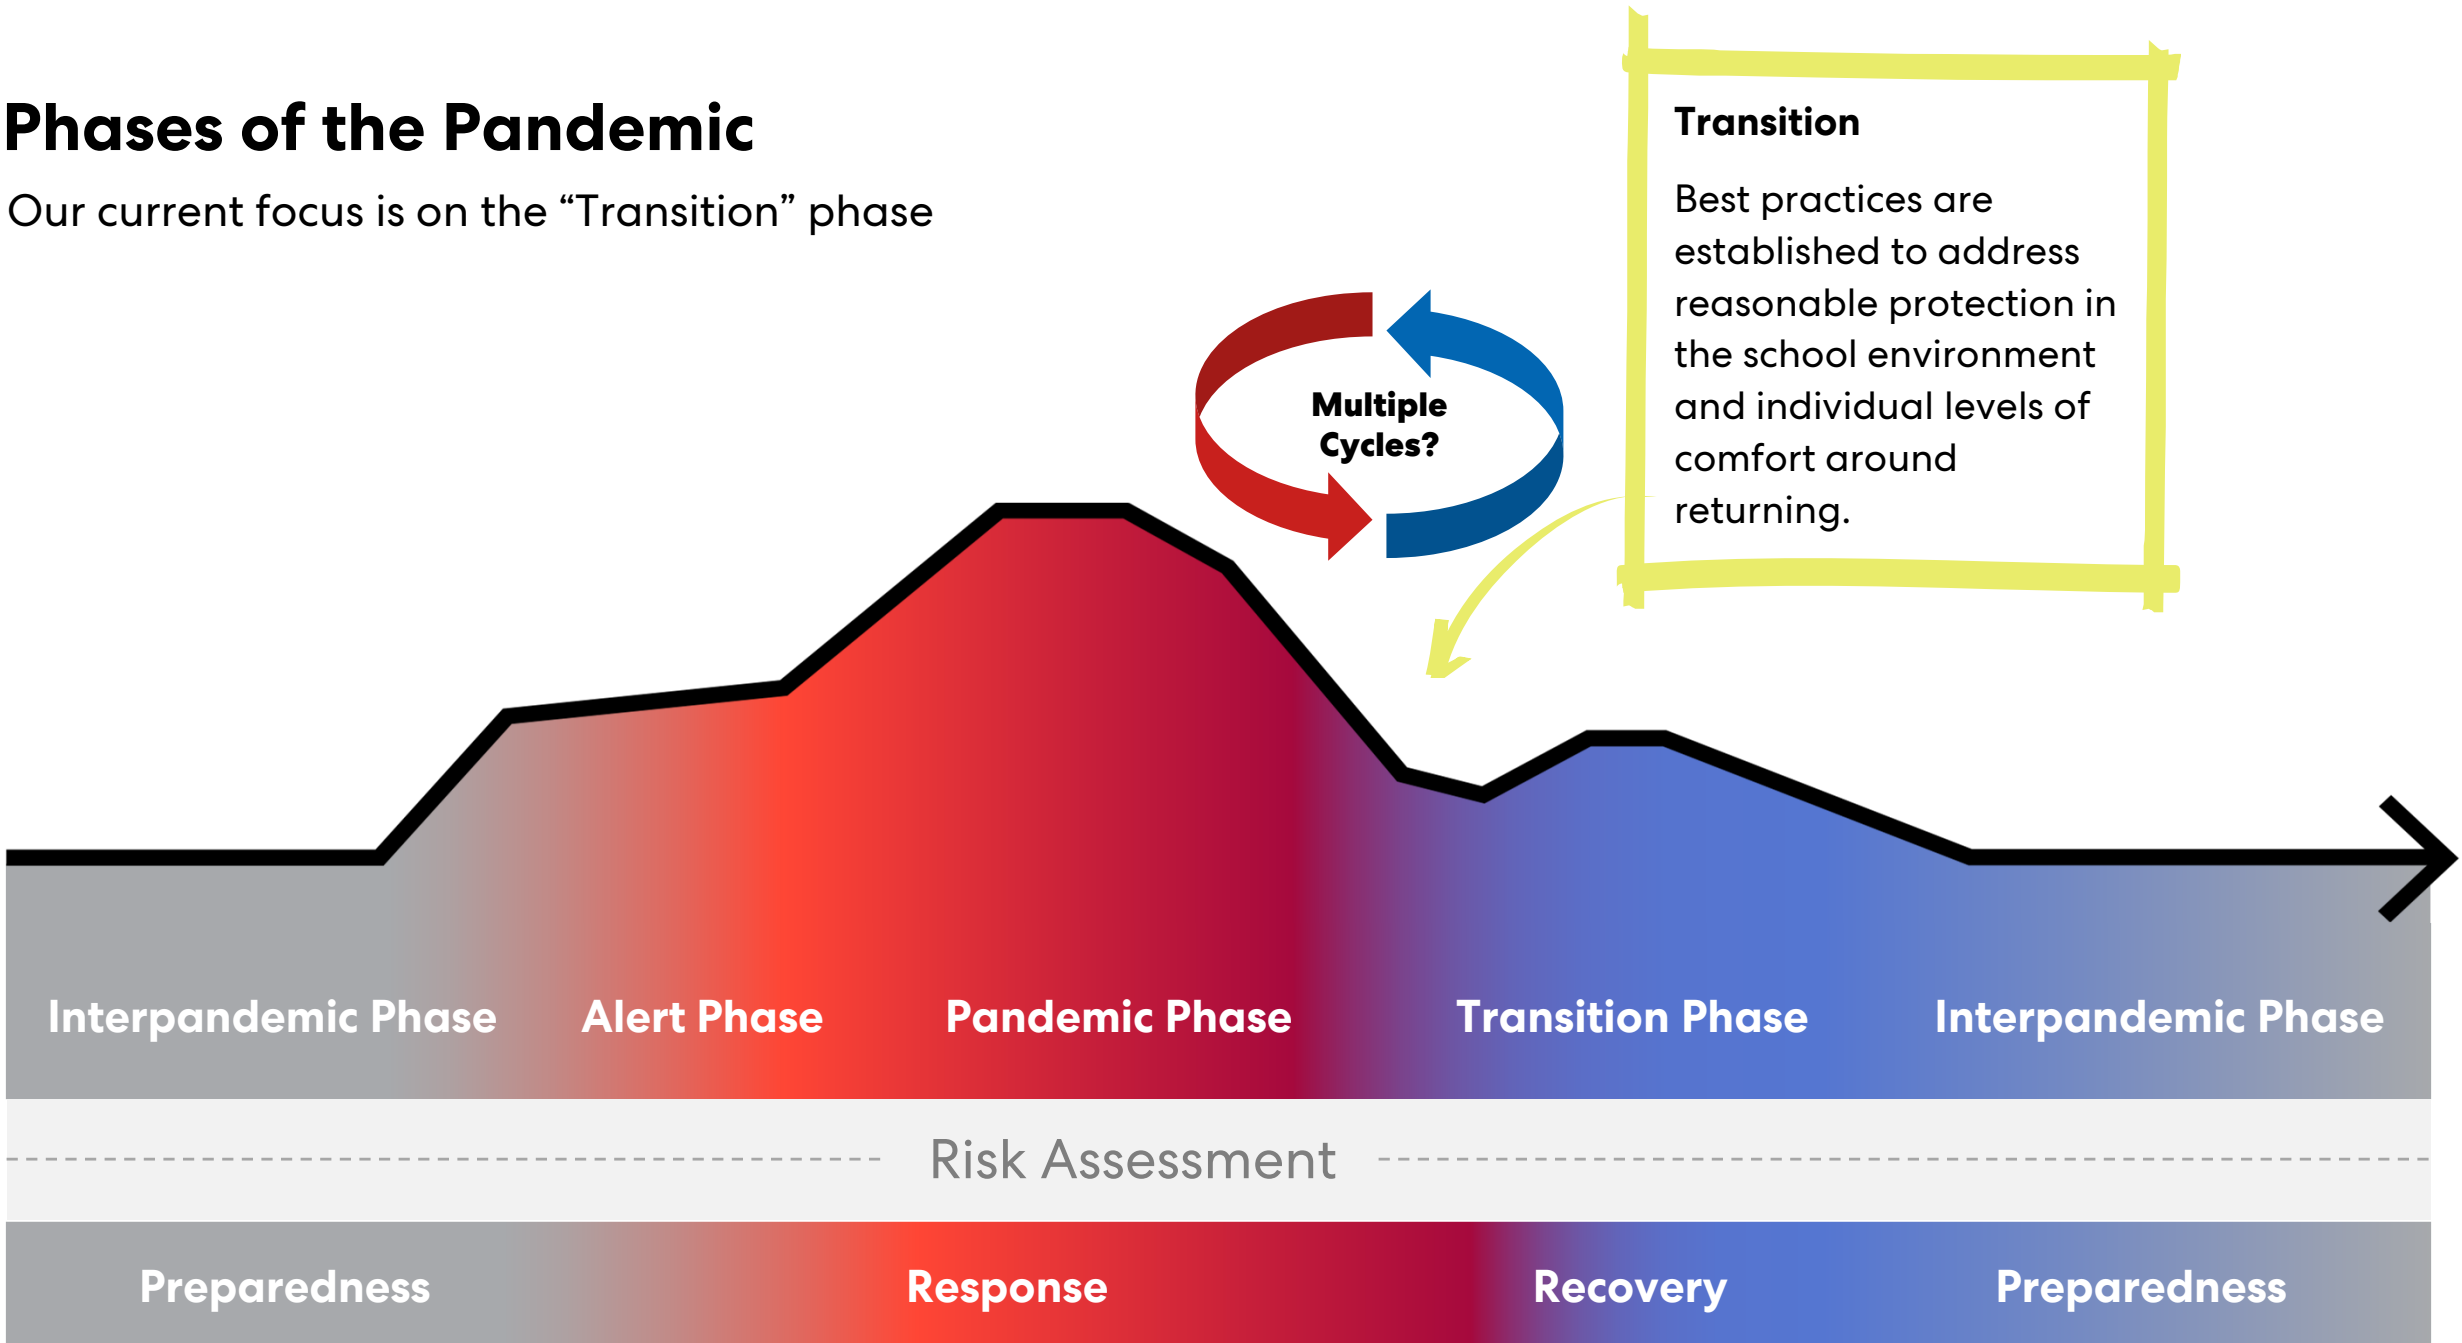 Phases of the Pandemic
Our current focus is on the “Transition” phase
Transition
Best practices are
established to address
reasonable protection in
the school environment
and individual levels of
comfort around
returning.
Multiple
Cycles?
Interpandemic Phase
Alert Phase
Pandemic Phase
Transition Phase
Interpandemic Phase
Risk Assessment
Preparedness
Response
Recovery
Preparedness